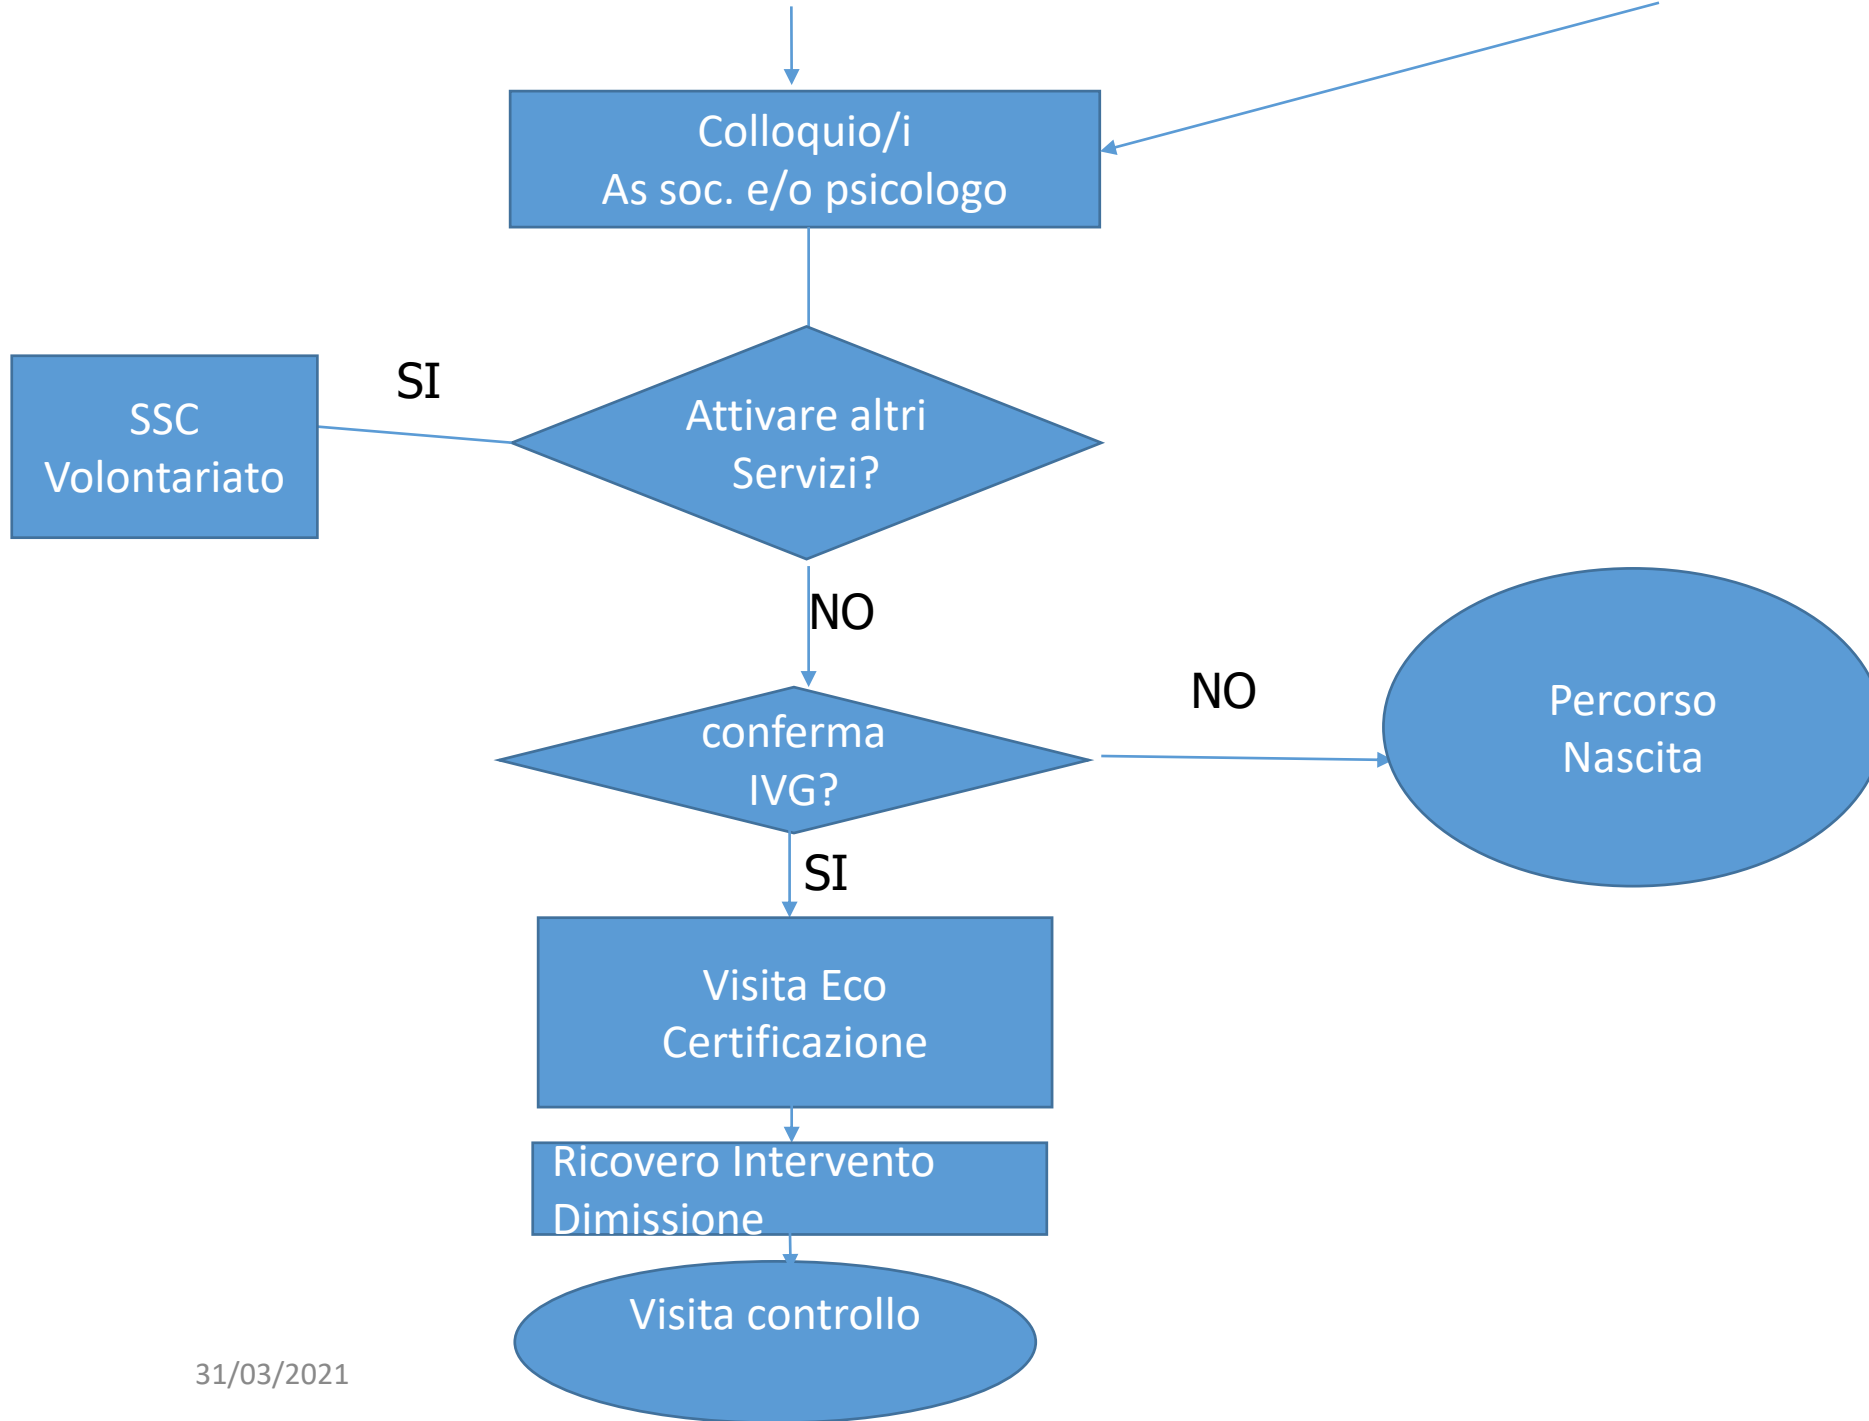 Colloquio/i
As soc. e/o psicologo
SI
SSC
Volontariato
Attivare altri
Servizi?
NO
conferma
IVG?
NO
Percorso
Nascita
SI
Visita Eco
Certificazione
Ricovero Intervento
Dimissione
Visita controllo
31/03/2021